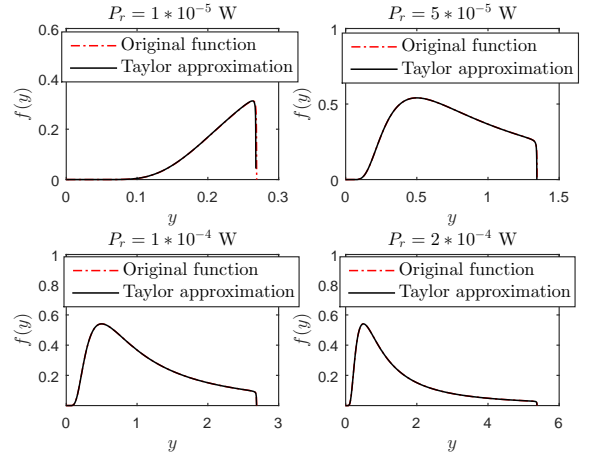 P_r = 1 * 10^-5 W
0.6
Original function
Taylor approximation
0.3
0
f(y)
0 0.1 0.2 0.3
y
P_r = 5 * 10^-5 W
1
Original function
Taylor approximation
0.5
0
f(y)
0 0.5 1 1.5
y
P_r = 1 * 10^-4 W
1
0.8
Original function
Taylor approximation
0.6
0.4
0.2
f(y)
0 1 2 3
y
P_r = 2 * 10^-4 W
1
0.8
Original function
Taylor approximation
0.6
0.4
0.2
f(y)
0 2 4 6
y